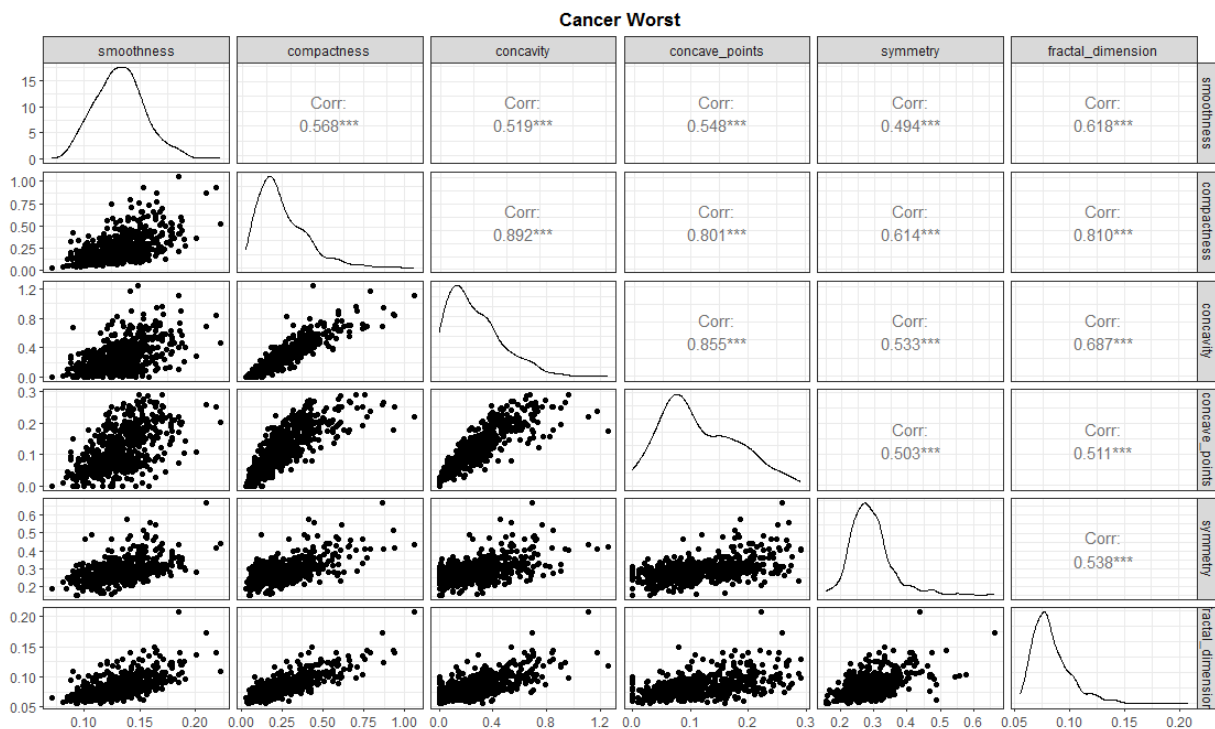 Cancer Worst
smoothness compactness concavity concave_points symmetry fractal_dimension
15
10
5
0
Corr:
0.568***
Corr:
0.519***
Corr:
0.548***
Corr:
0.494***
Corr:
0.618***
smoothness
1.00
0.75
0.50
0.25
0.00
Corr:
0.892***
Corr:
0.801***
Corr:
0.614***
Corr:
0.810***
compactness
1.2
0.8
0.4
0.0
Corr:
0.855***
Corr:
0.533***
Corr:
0.687***
concavity
0.3
0.2
0.1
0.0
Corr:
0.503***
Corr:
0.511***
concave_points
0.6
0.5
0.4
0.3
0.2
Corr:
0.538***
symmetry
0.20
0.15
0.10
0.05
ractal_dimension
0.10 0.15 0.20 0.00 0.25 0.50 0.75 1.00 0.0 0.4 0.8 1.2 0.0 0.1 0.2 0.3 0.2 0.3 0.4 0.5 0.6 0.05 0.10 0.15 0.20